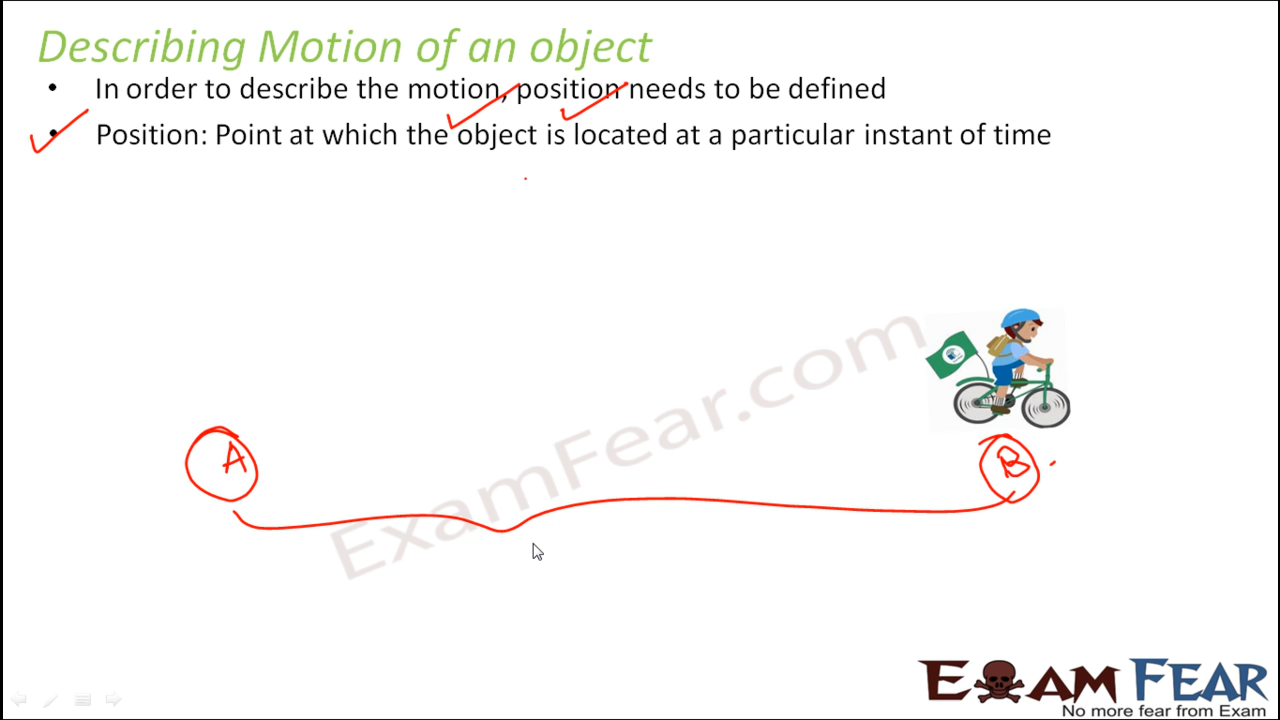 Describing Motion of an object
• In order to describe the motion, position needs to be defined
• Position: Point at which the object is located at a particular instant of time
ExamFear.com
A
B
EXAM FEAR
No more fear from Exam